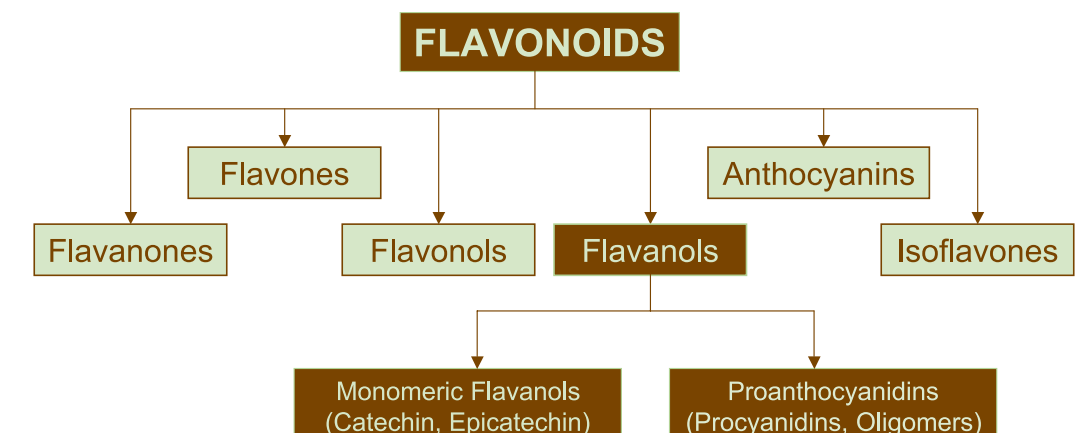 FLAVONOIDS
Flavones
Anthocyanins
Flavanones
Flavonols
Flavanols
Isoflavones
Monomeric Flavanols
(Catechin, Epicatechin)
Proanthocyanidins
(Procyanidins, Oligomers)